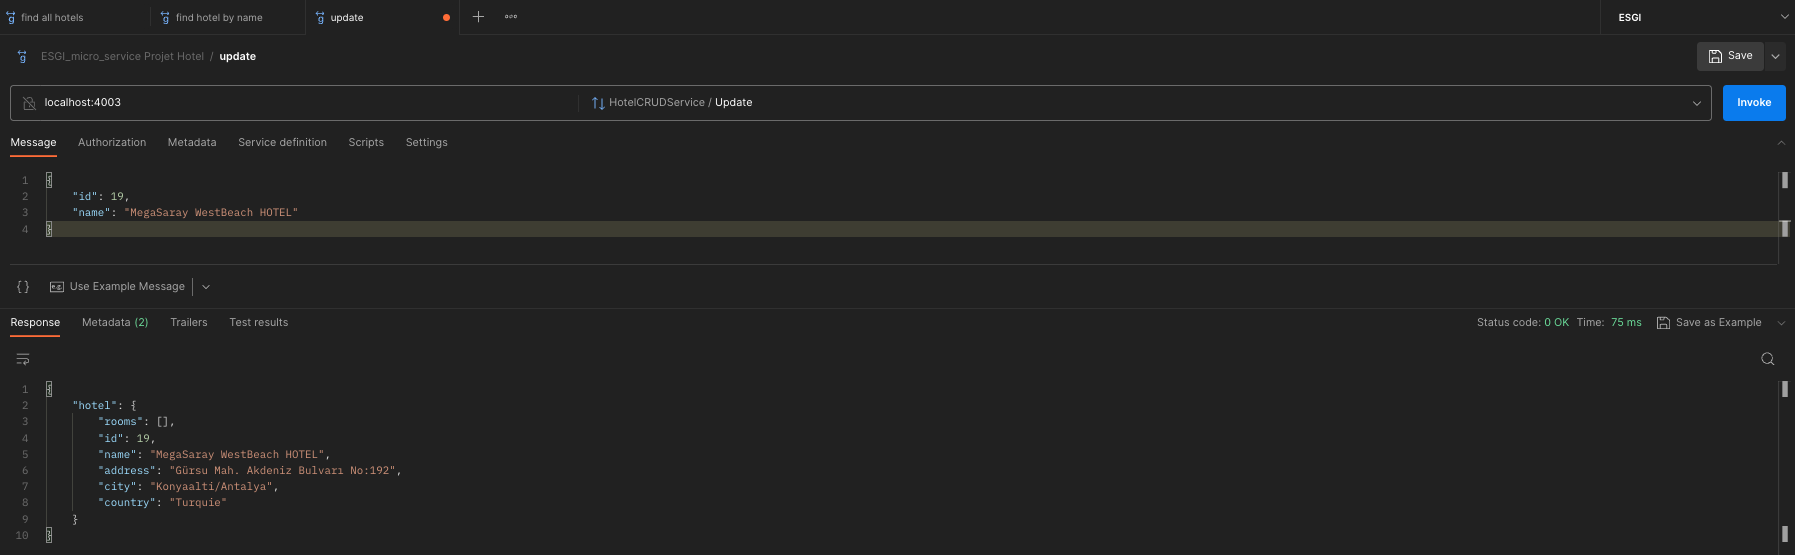 find all hotels
find hotel by name
update
ESGI
ESGI_micro_service Projet Hotel / update
Save
localhost:4003
HotelCRUDService / Update
Invoke
Message Authorization Metadata Service definition Scripts Settings
1 {
2 "id": 19,
3 "name": "MegaSaray WestBeach HOTEL"
4 }
{} Use Example Message
Response Metadata (2) Trailers Test results
Status code: 0 OK Time: 75 ms Save as Example
1 {
2 "hotel": {
3 "rooms": [],
4 "id": 19,
5 "name": "MegaSaray WestBeach HOTEL",
6 "address": "Gürsu Mah. Akdeniz Bulvarı No:192",
7 "city": "Konyaalti/Antalya",
8 "country": "Turquie"
9 }
10 }